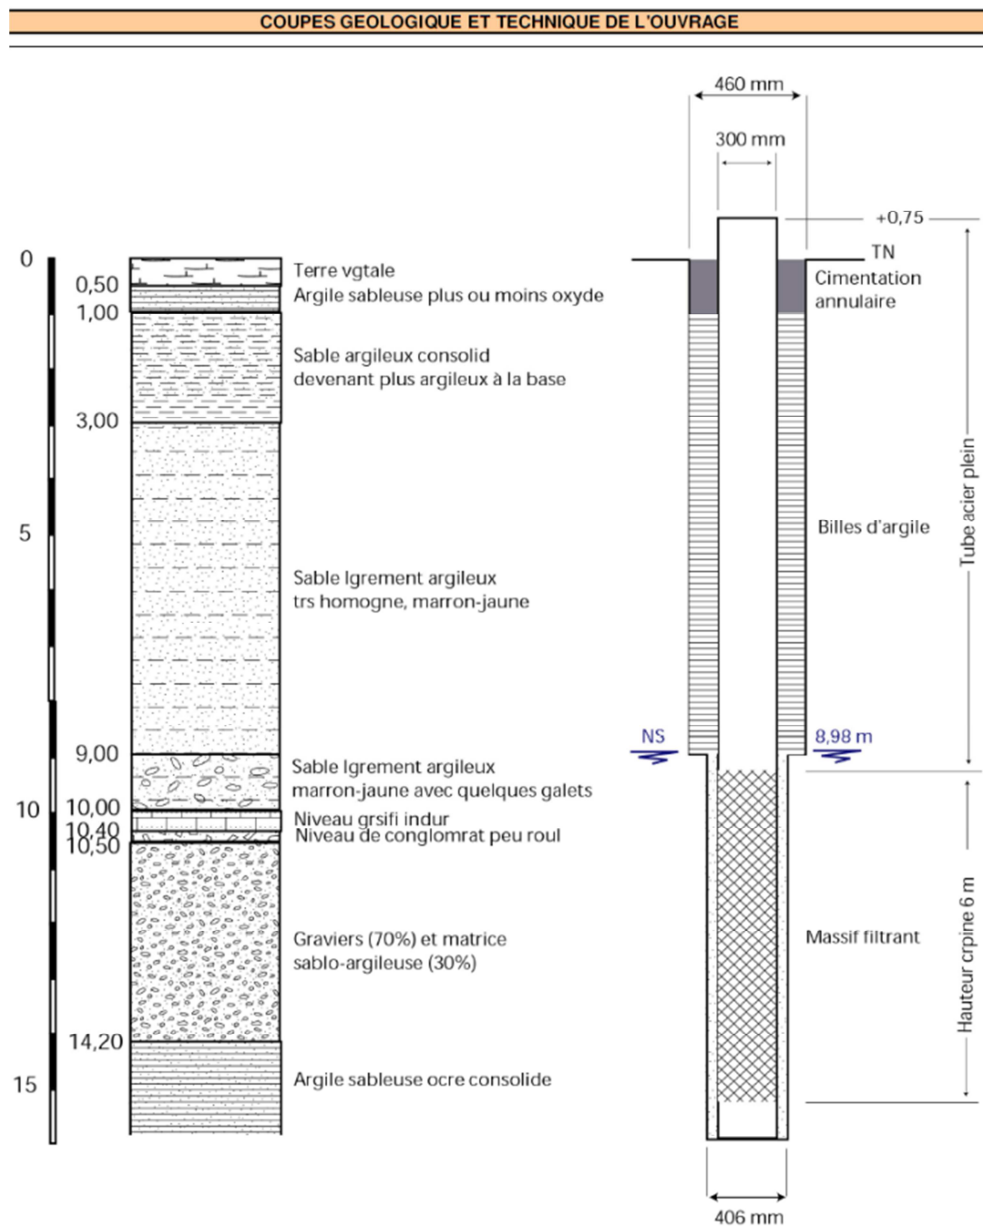 COUPES GEOLOGIQUE ET TECHNIQUE DE L'OUVRAGE
460 mm
300 mm
+0,75
TN
Cimentation
annulaire
0
0,50
1,00
3,00
5
9,00
10
10,00
10,40
10,50
14,20
15
Terre vgtale
Argile sableuse plus ou moins oxyde
Sable argileux consolid
devenant plus argileux à la base
Sable lgrement argileux
trs homogne, marron-jaune
Sable lgrement argileux
marron-jaune avec quelques galets
Niveau grsifi indur
Niveau de conglomrat peu roul
Graviers (70%) et matrice
sablo-argileuse (30%)
Argile sableuse ocre consolide
Billes d'argile
Tube acier plein
NS
8,98 m
Massif filtrant
Hauteur crpine 6 m
406 mm